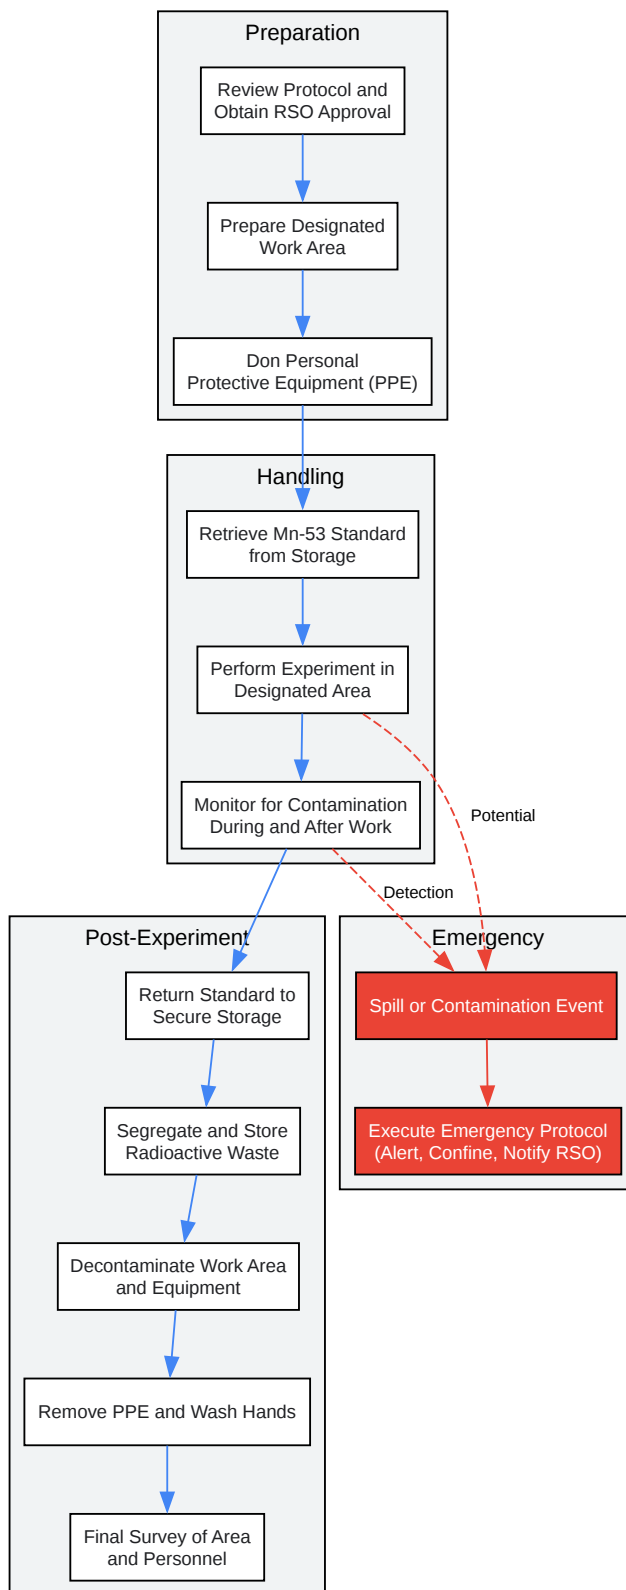 Preparation
Review Protocol and
Obtain RSO Approval
Prepare Designated
Work Area
Don Personal
Protective Equipment (PPE)
Handling
Retrieve Mn-53 Standard
from Storage
Perform Experiment in
Designated Area
Monitor for Contamination
During and After Work
Potential
Detection
Post-Experiment
Return Standard to
Secure Storage
Segregate and Store
Radioactive Waste
Decontaminate Work Area
and Equipment
Remove PPE and Wash Hands
Final Survey of Area
and Personnel
Emergency
Spill or Contamination Event
Execute Emergency Protocol
(Alert, Confine, Notify RSO)